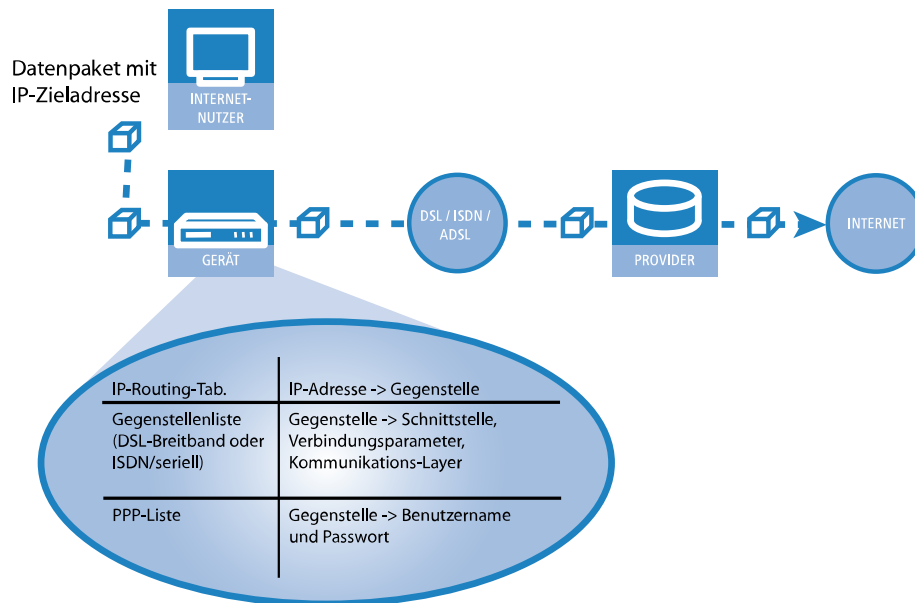 Datenpaket mit
IP-Zieladresse
INTERNET-
NUTZER
GERÄT
DSL / ISDN /
ADSL
PROVIDER
INTERNET
IP-Routing-Tab.
IP-Adresse -> Gegenstelle
Gegenstellenliste
(DSL-Breitband oder
ISDN/seriell)
Gegenstelle -> Schnittstelle,
Verbindungsparameter,
Kommunikations-Layer
PPP-Liste
Gegenstelle -> Benutzername
und Passwort